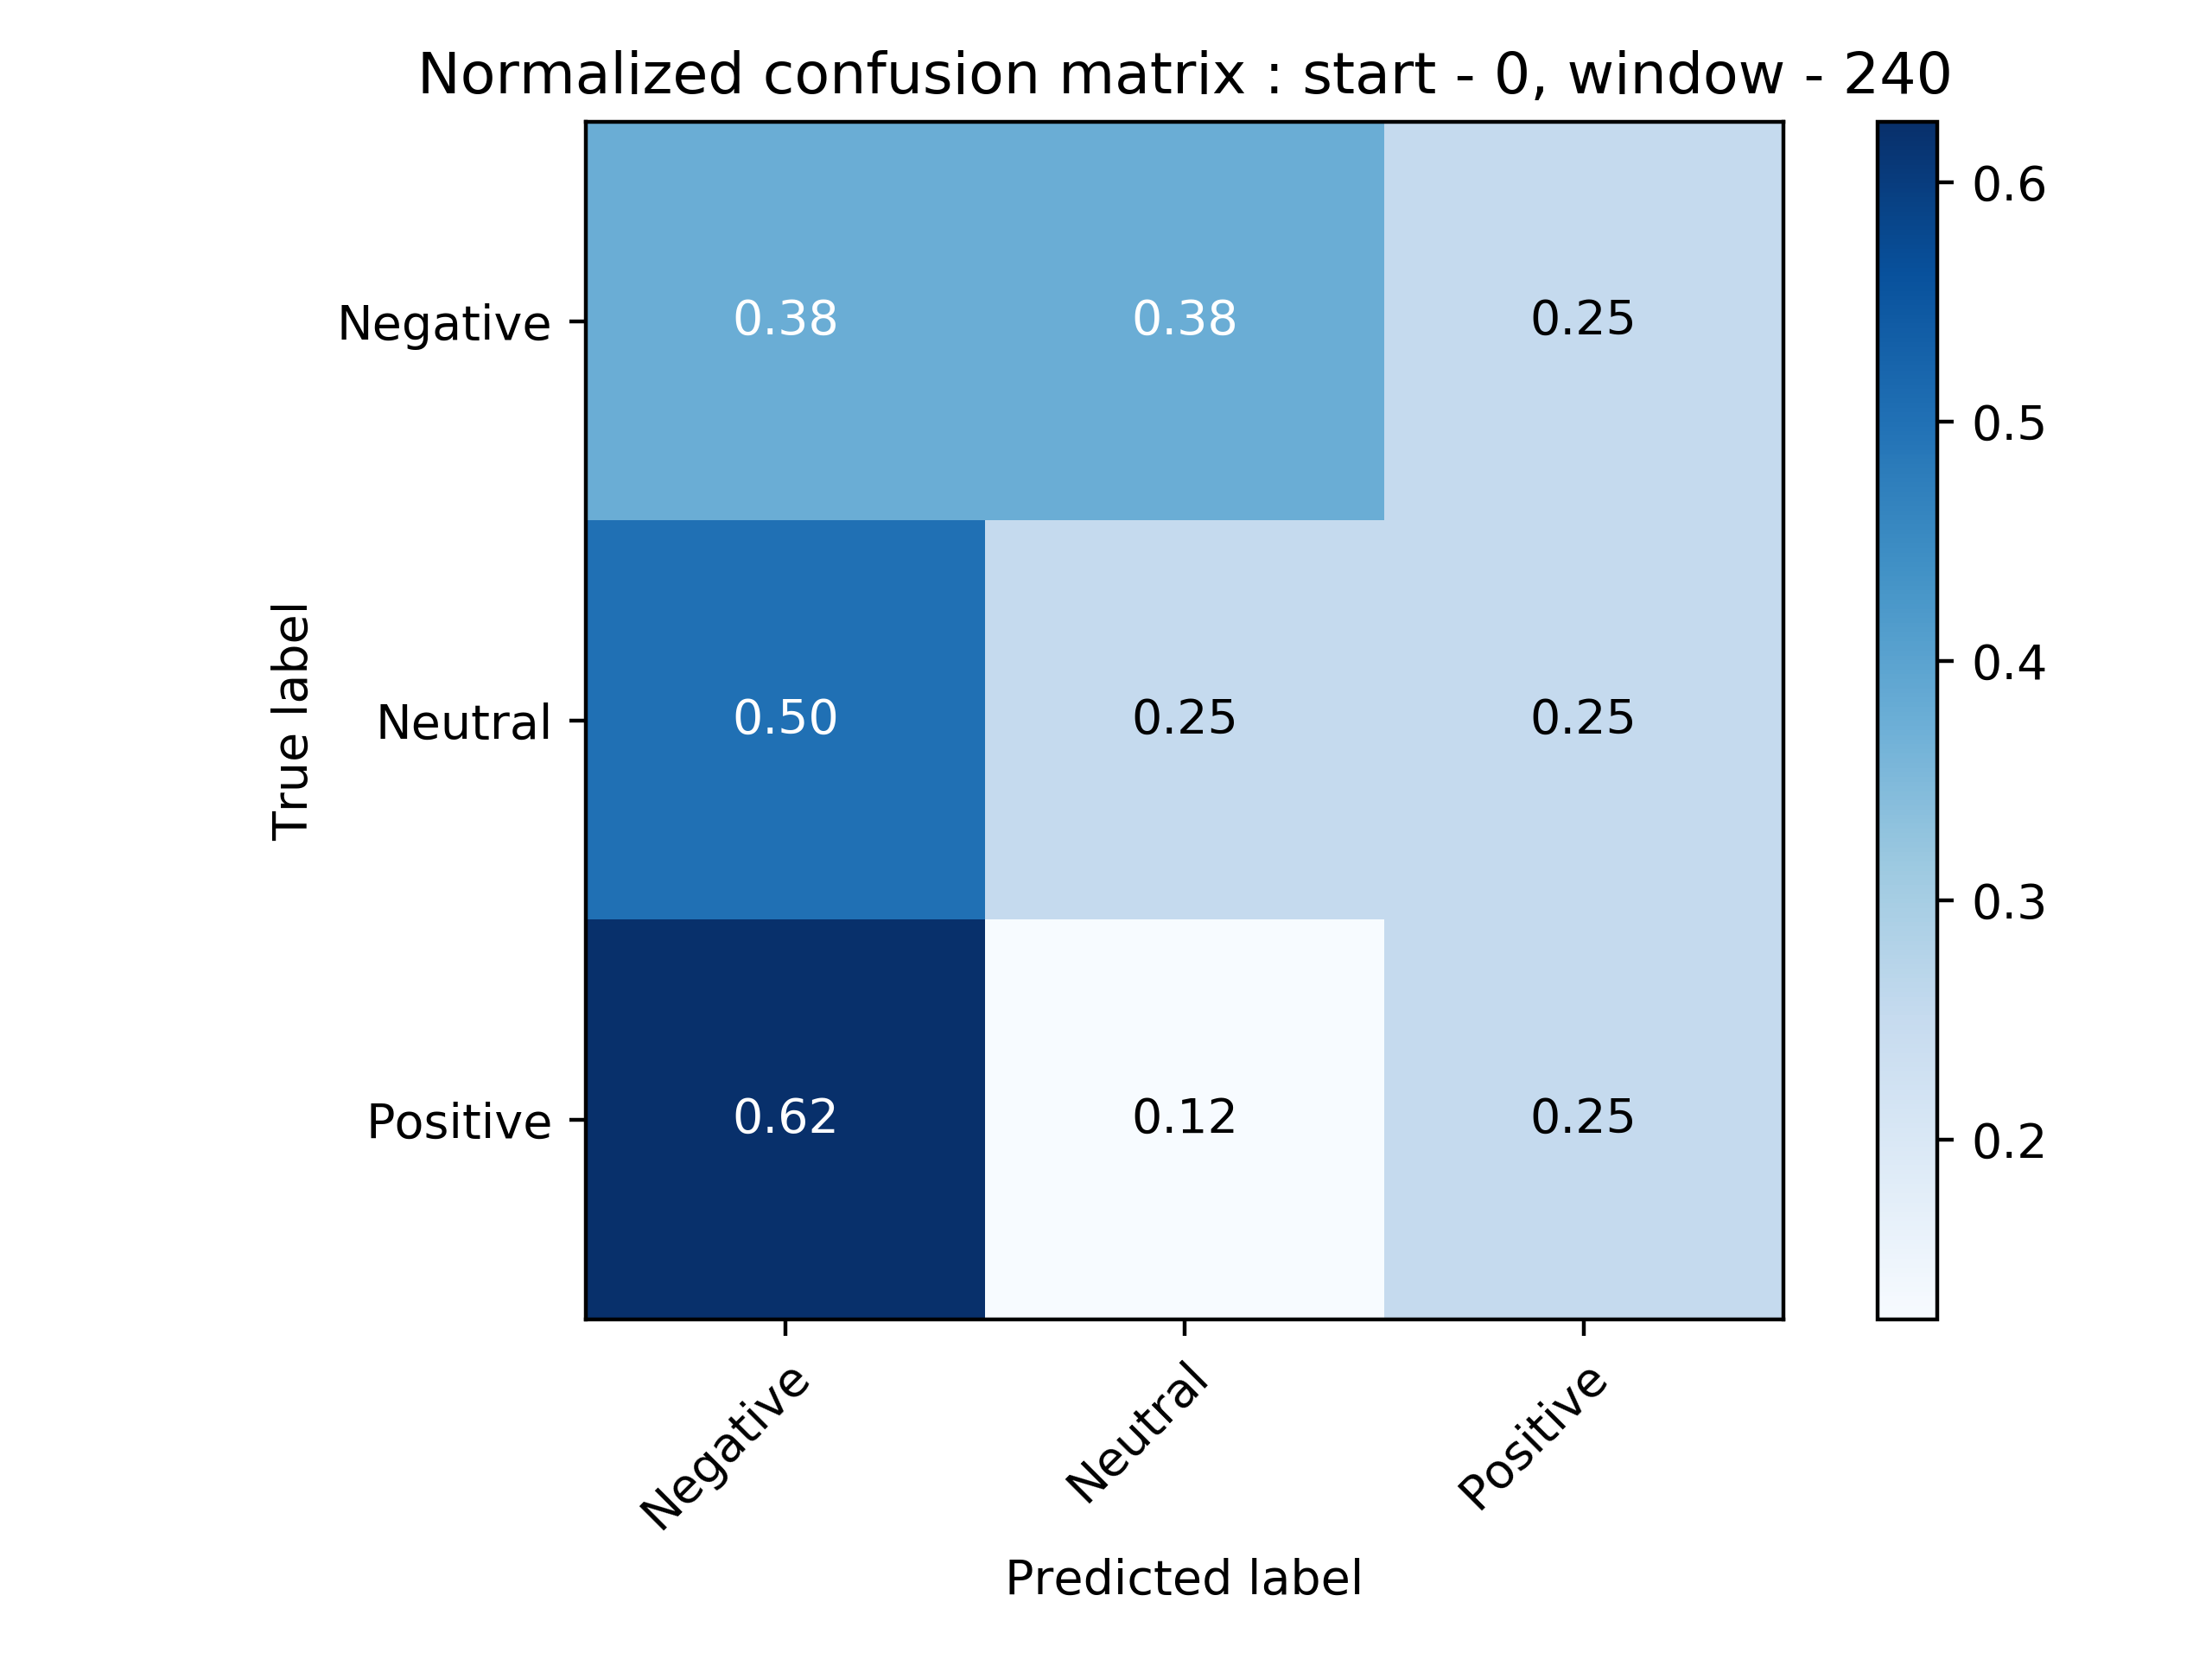 Normalized confusion matrix : start - 0, window - 240
True label
Negative
0.38 0.38 0.25
Neutral
0.50 0.25 0.25
Positive
0.62 0.12 0.25
Negative Neutral Positive
Predicted label
0.6
0.5
0.4
0.3
0.2